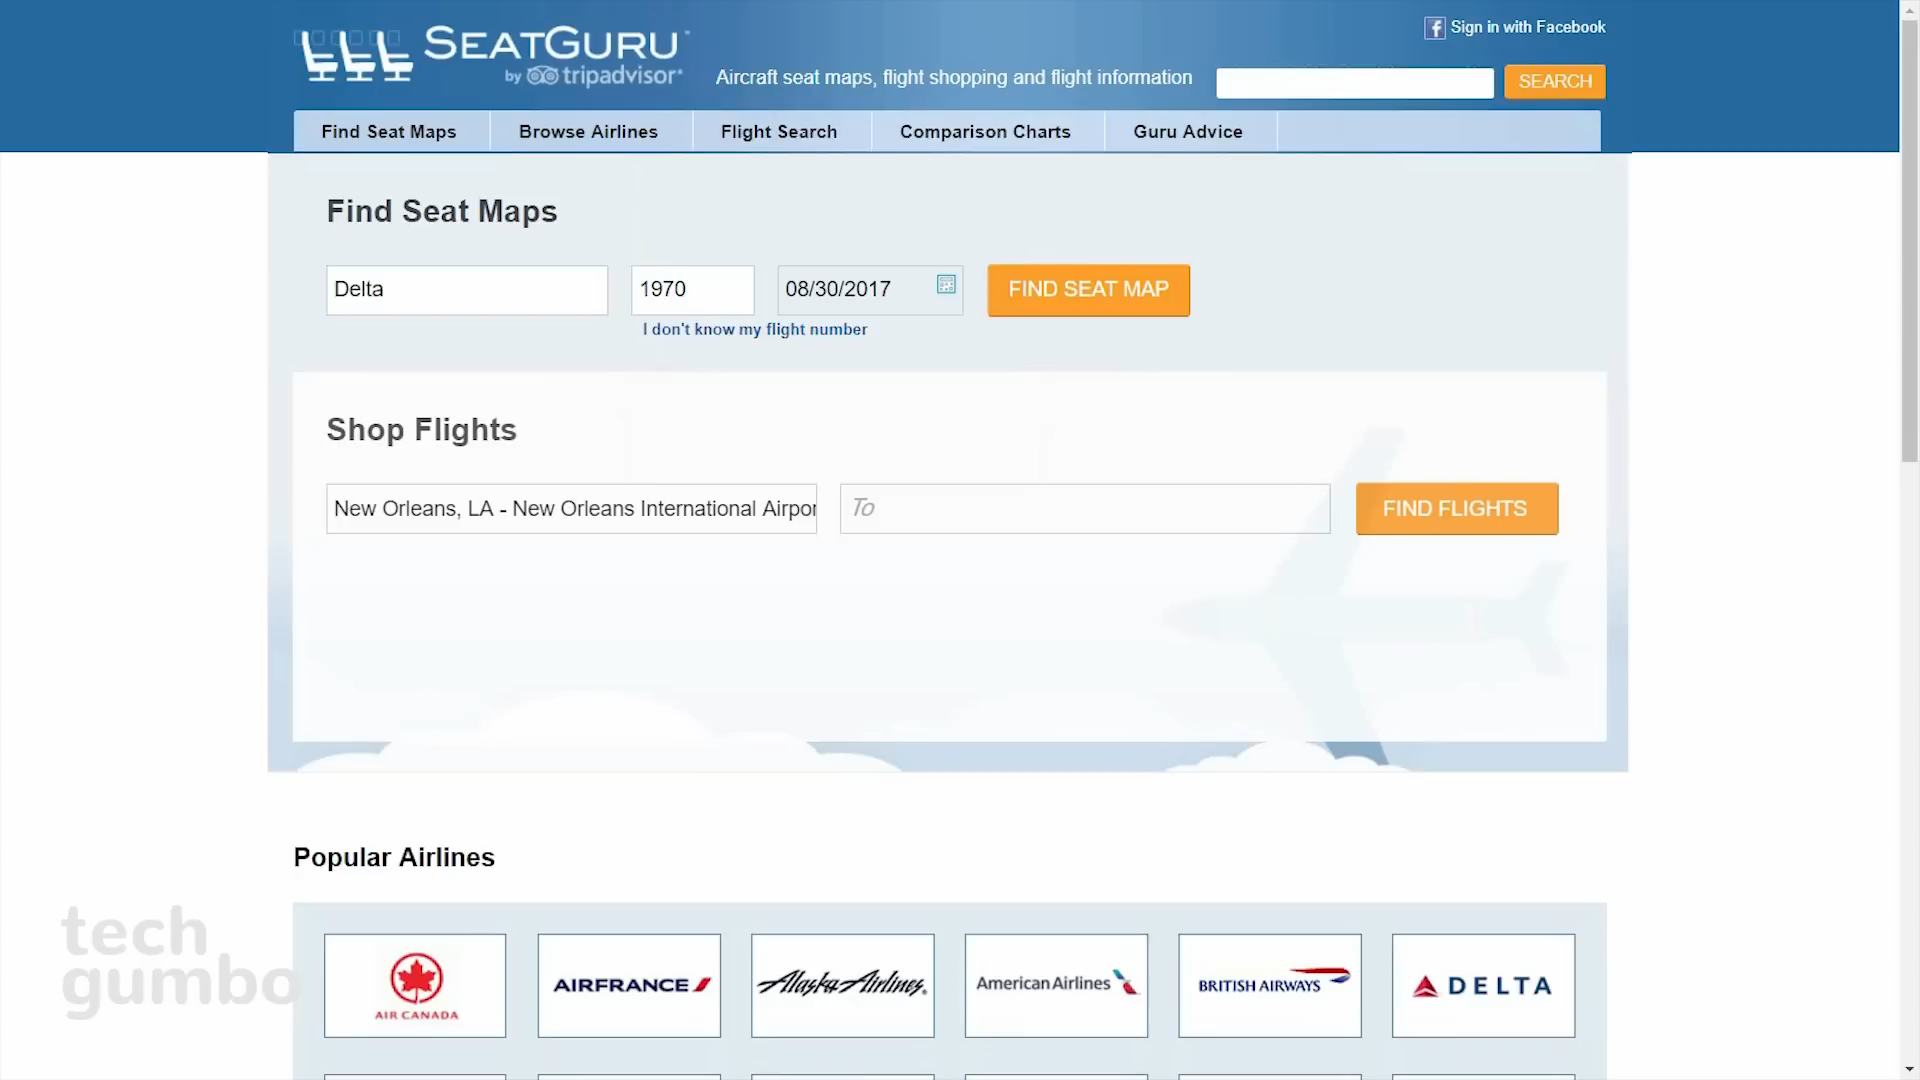 SEATGURU
by tripadvisor
Aircraft seat maps, flight shopping and flight information
Sign in with Facebook
SEARCH
Find Seat Maps
Browse Airlines
Flight Search
Comparison Charts
Guru Advice
Find Seat Maps
Delta
1970
08/30/2017
FIND SEAT MAP
I don't know my flight number
Shop Flights
New Orleans, LA - New Orleans International Airpor
To
FIND FLIGHTS
Popular Airlines
AIR CANADA
AIRFRANCE
Alaska Airlines
American Airlines
BRITISH AIRWAYS
DELTA
tech
gumbo